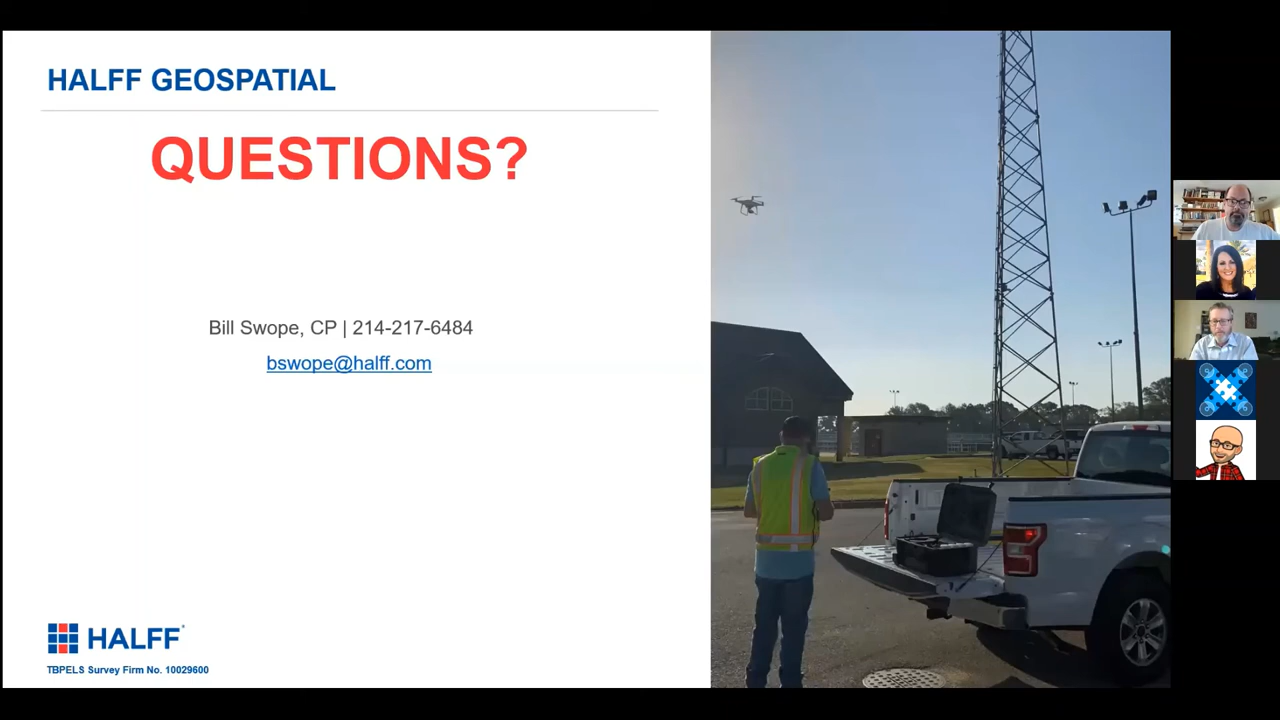 HALFF GEOSPATIAL
QUESTIONS?
Bill Swope, CP | 214-217-6484
bswope@halff.com
HALFF
TBPELS Survey Firm No. 10029600